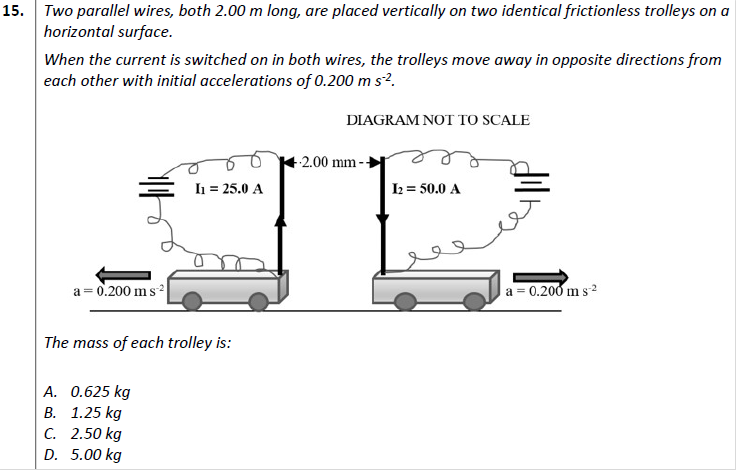 15. Two parallel wires, both 2.00 m long, are placed vertically on two identical frictionless trolleys on a
horizontal surface.
When the current is switched on in both wires, the trolleys move away in opposite directions from
each other with initial accelerations of 0.200 m s⁻².
DIAGRAM NOT TO SCALE
2.00 mm
I₁ = 25.0 A
I₂ = 50.0 A
a = 0.200 m s⁻²
a = 0.200 m s⁻²
The mass of each trolley is:
A. 0.625 kg
B. 1.25 kg
C. 2.50 kg
D. 5.00 kg